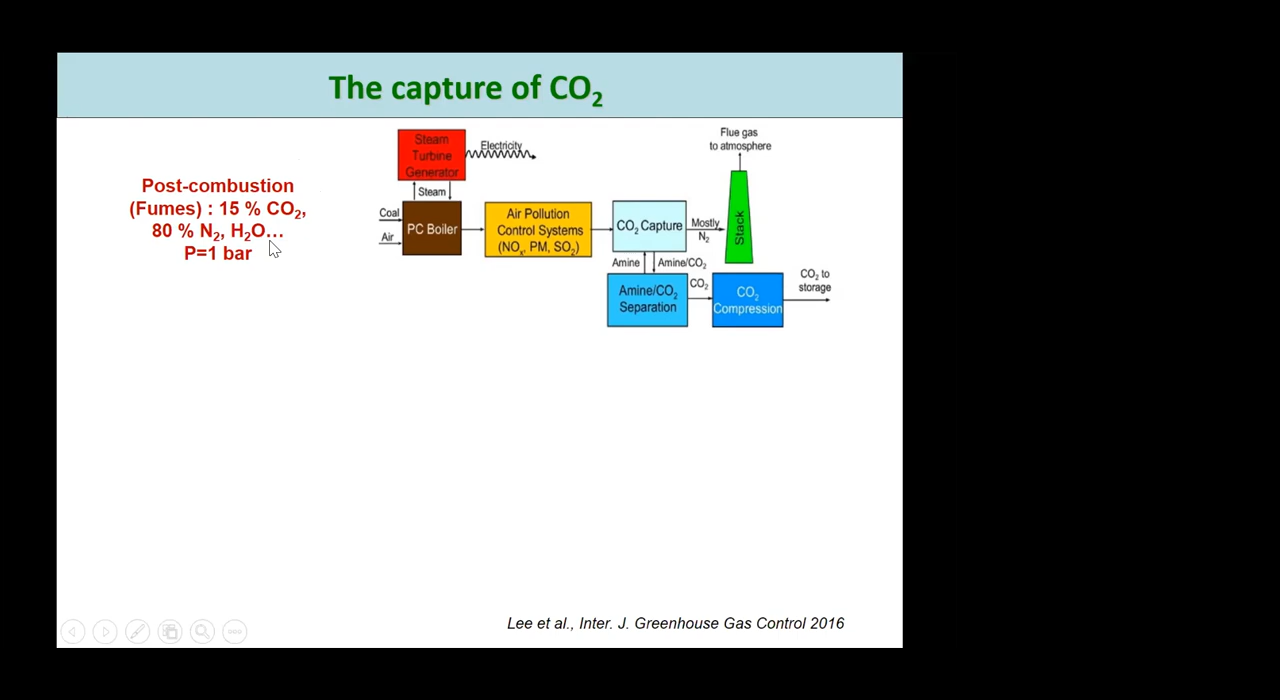 The capture of CO₂
Post-combustion
(Fumes) : 15 % CO₂,
80 % N₂, H₂O…
P=1 bar
Steam
Turbine
Generator
Electricity
Steam
Coal
Air
PC Boiler
Air Pollution
Control Systems
(NOₓ, PM, SO₂)
CO₂ Capture
Mostly
N₂
Stack
Flue gas
to atmosphere
Amine
Amine/CO₂
Amine/CO₂
Separation
CO₂
CO₂
Compression
CO₂ to
storage
Lee et al., Inter. J. Greenhouse Gas Control 2016